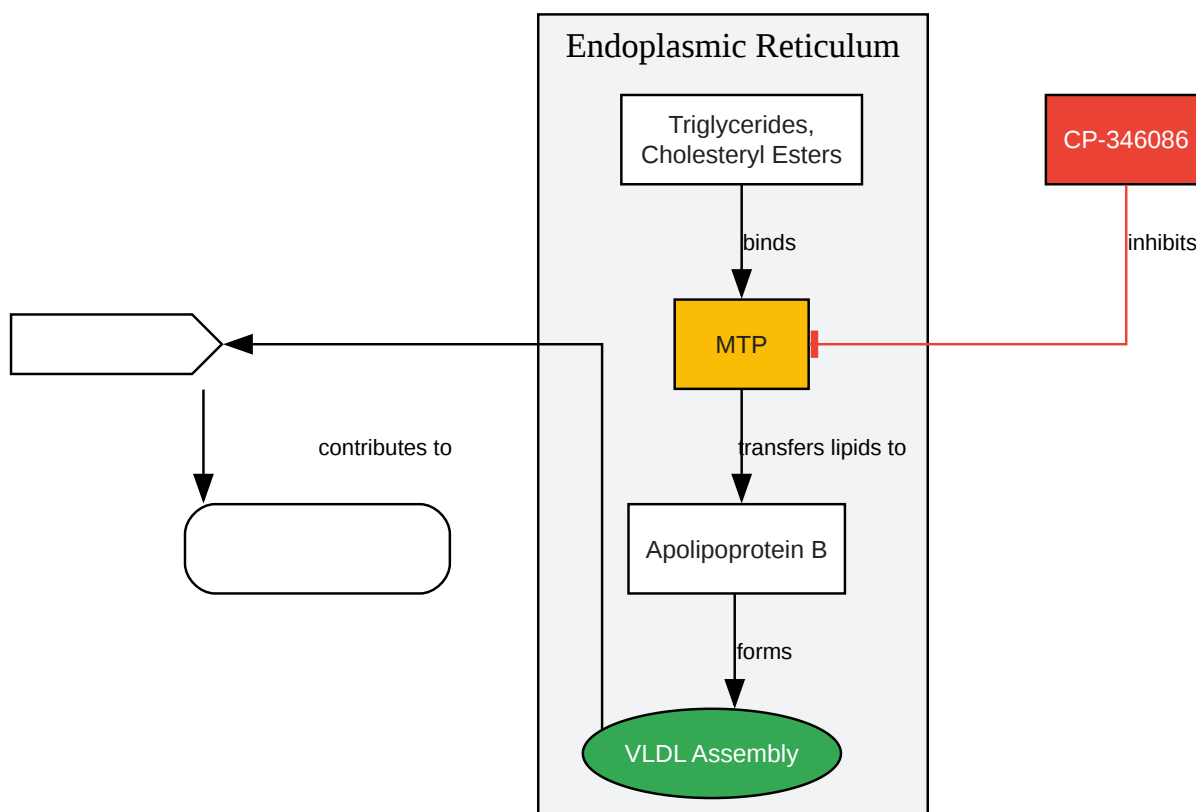 Endoplasmic Reticulum
Triglycerides,
Cholesteryl Esters
CP-346086
binds
inhibits
MTP
contributes to
transfers lipids to
Apolipoprotein B
forms
VLDL Assembly